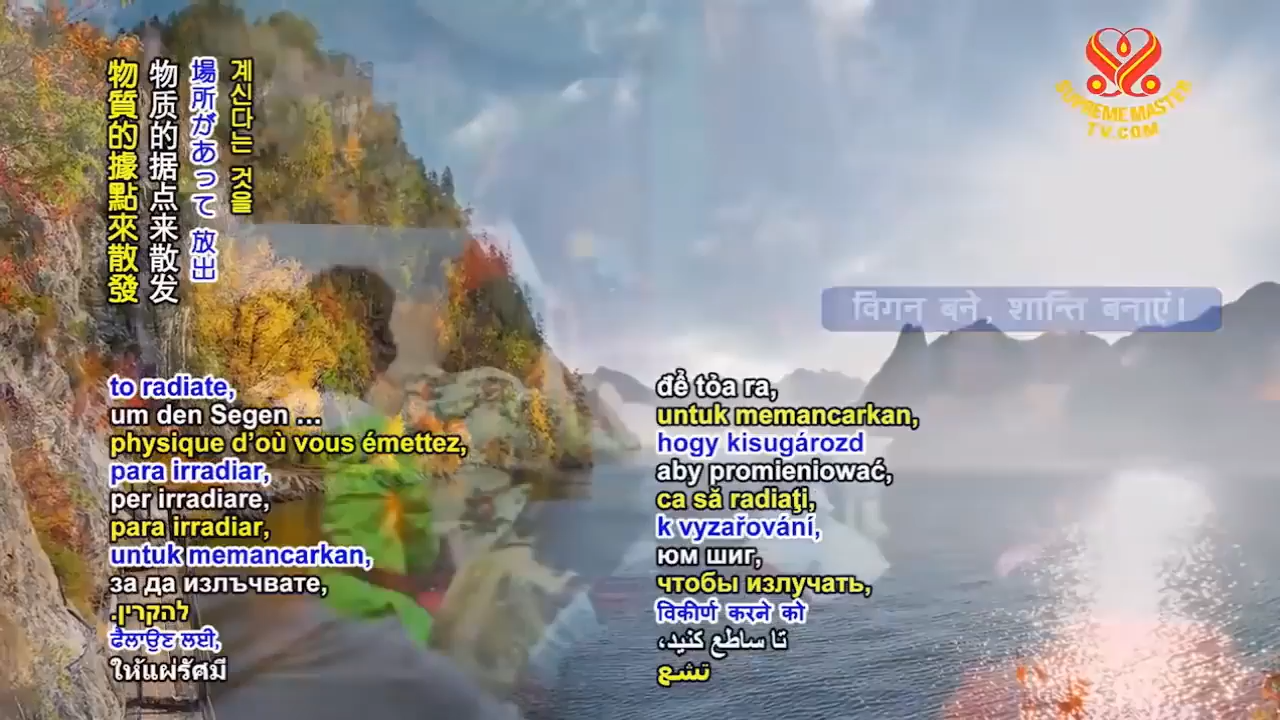 계신다는 것을
場所があって 放出
物质的据点来散发
物質的據點來散發
SUPREME MASTER
TV.COM
विगन बने, शान्ति बनाएं।
to radiate,
um den Segen ...
physique d’où vous émettez,
para irradiar,
per irradiare,
para irradiar,
untuk memancarkan,
за да излъчвате,
להקרין.
ਫੈਲਾਉਣ ਲਈ,
ให้แผ่รัศมี
để tỏa ra,
untuk memancarkan,
hogy kisugározd
aby promieniować,
ca să radiaţi,
k vyzařování,
юм шиг,
чтобы излучать,
विकीर्ण करने को
تا ساطع کنید،
تشع